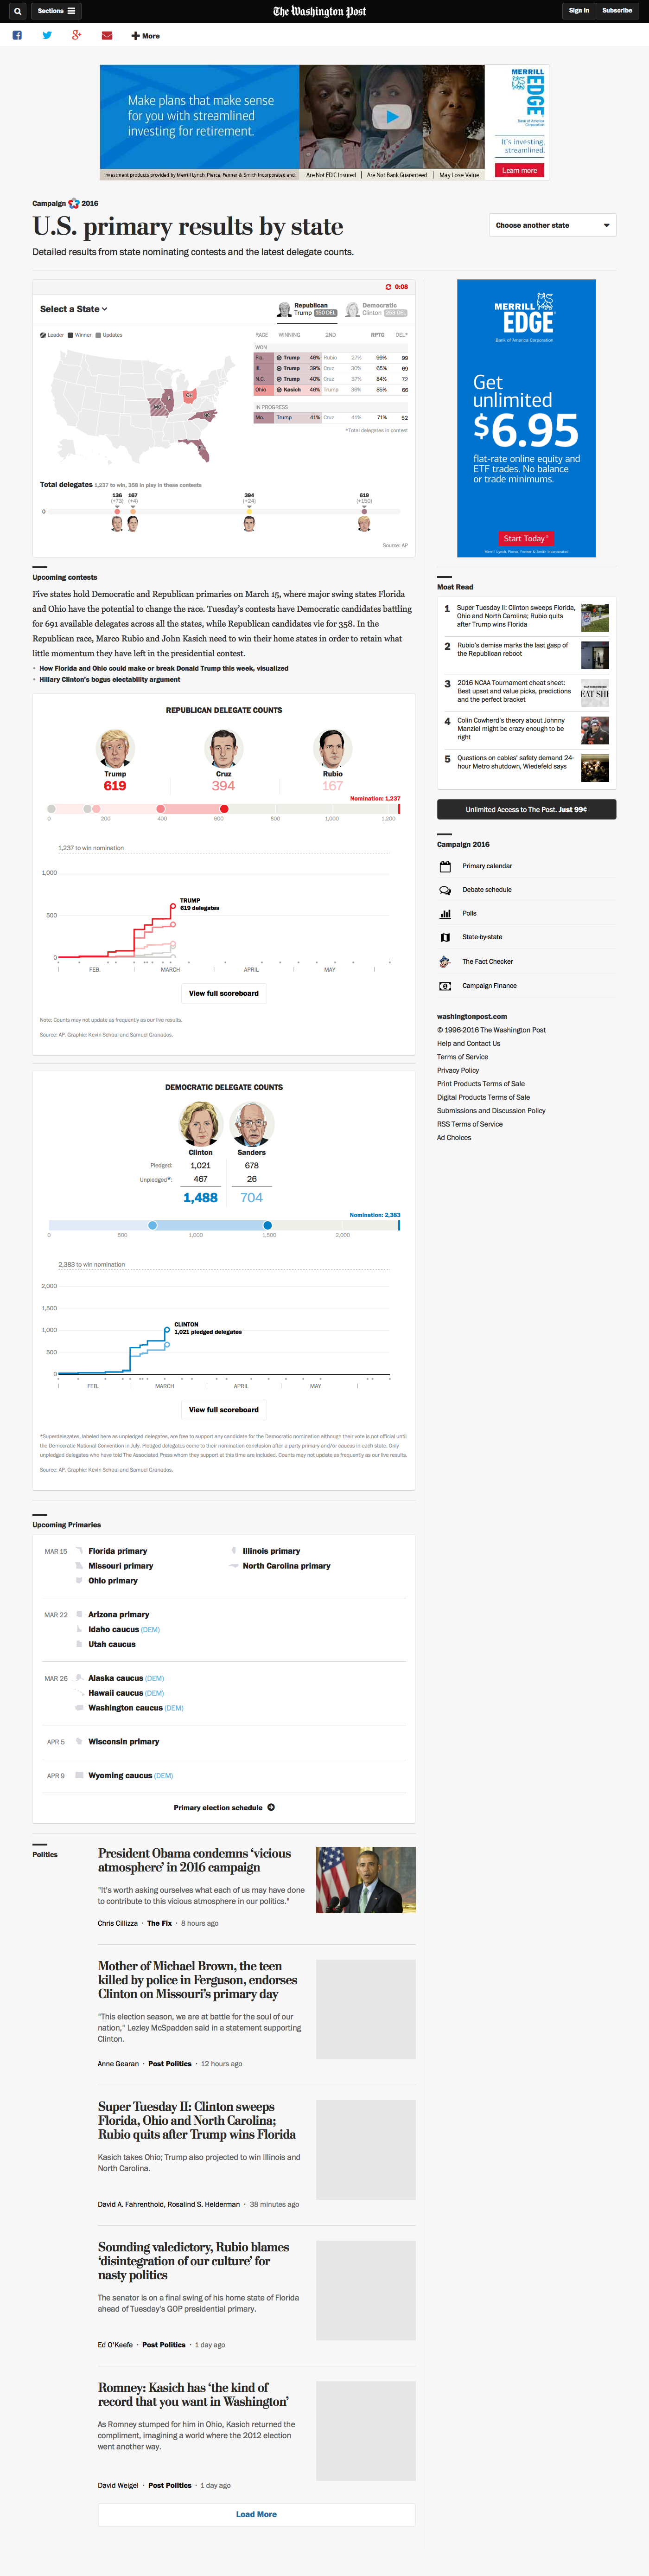 Sections
The Washington Post
Sign In
Subscribe
More
Make plans that make sense
for you with streamlined
investing for retirement.
MERRILL
EDGE
Bank of America
Corporation
It's investing,
streamlined.
Learn more
Investment products provided by Merrill Lynch, Pierce, Fenner & Smith Incorporated and:
Are Not FDIC Insured
Are Not Bank Guaranteed
May Lose Value
Campaign 2016
U.S. primary results by state
Choose another state
Detailed results from state nominating contests and the latest delegate counts.
0:08
Select a State
Republican
Trump 150 DEL
Democratic
Clinton
Leader Winner Updates
RACE WINNING 2ND RPTG DEL*
WON
Fla. Trump 46% Rubio 27% 99% 99
Ill. Trump 39% Cruz 30% 65% 69
N.C. Trump 40% Cruz 37% 84% 72
Ohio Kasich 46% Trump 36% 85% 66
IN PROGRESS
Mo. Trump 41% Cruz 41% 71% 52
*Total delegates in contest
Total delegates 1,237 to win, 358 in play in these contests
136 167 394 619
(+73) (+4) (+24) (+150)
0
Source: AP
MERRILL
EDGE
Bank of America Corporation
Get
unlimited
$6.95
flat-rate online equity and
ETF trades. No balance
or trade minimums.
Start Today
Merrill Lynch, Pierce, Fenner & Smith Incorporated
Upcoming contests
Five states hold Democratic and Republican primaries on March 15, where major swing states Florida
and Ohio have the potential to change the race. Tuesday's contests have Democratic candidates battling
for 691 available delegates across all the states, while Republican candidates vie for 358. In the
Republican race, Marco Rubio and John Kasich need to win their home states in order to retain what
little momentum they have left in the presidential contest.
How Florida and Ohio could make or break Donald Trump this week, visualized
Hillary Clinton's bogus electability argument
REPUBLICAN DELEGATE COUNTS
Trump Cruz Rubio
619 394 167
Nomination: 1,237
0 200 400 600 800 1,000 1,200
1,237 to win nomination
1,000
TRUMP
619 delegates
500
0
FEB. MARCH APRIL MAY
View full scoreboard
Note: Counts may not update as frequently as our live results.
Source: AP. Graphic: Kevin Schaul and Samuel Granados.
DEMOCRATIC DELEGATE COUNTS
Clinton Sanders
Pledged: 1,021 678
Unpledged*: 467 26
1,488 704
Nomination: 2,383
0 500 1,000 1,500 2,000
2,383 to win nomination
2,000
1,500
1,000
CLINTON
1,021 pledged delegates
500
0
FEB. MARCH APRIL MAY
View full scoreboard
*Superdelegates, labeled here as unpledged delegates, are free to support any candidate for the Democratic nomination although their vote is not official until
the Democratic National Convention in July. Pledged delegates come to their nomination conclusion after a party primary and/or caucus in each state. Only
unpledged delegates who have told The Associated Press whom they support at this time are included. Counts may not update as frequently as our live results.
Source: AP. Graphic: Kevin Schaul and Samuel Granados.
Upcoming Primaries
MAR 15 Florida primary Illinois primary
Missouri primary North Carolina primary
Ohio primary
MAR 22 Arizona primary
Idaho caucus (DEM)
Utah caucus
MAR 26 Alaska caucus (DEM)
Hawaii caucus (DEM)
Washington caucus (DEM)
APR 5 Wisconsin primary
APR 9 Wyoming caucus (DEM)
Primary election schedule
Politics
President Obama condemns 'vicious
atmosphere' in 2016 campaign
"It's worth asking ourselves what each of us may have done
to contribute to this vicious atmosphere in our politics."
Chris Cillizza · The Fix · 8 hours ago
Mother of Michael Brown, the teen
killed by police in Ferguson, endorses
Clinton on Missouri's primary day
"This election season, we are at battle for the soul of our
nation," Lezley McSpadden said in a statement supporting
Clinton.
Anne Gearan · Post Politics · 12 hours ago
Super Tuesday II: Clinton sweeps
Florida, Ohio and North Carolina;
Rubio quits after Trump wins Florida
Kasich takes Ohio; Trump also projected to win Illinois and
North Carolina.
David A. Fahrenthold, Rosalind S. Helderman · 38 minutes ago
Sounding valedictory, Rubio blames
'disintegration of our culture' for
nasty politics
The senator is on a final swing of his home state of Florida
ahead of Tuesday's GOP presidential primary.
Ed O'Keefe · Post Politics · 1 day ago
Romney: Kasich has 'the kind of
record that you want in Washington'
As Romney stumped for him in Ohio, Kasich returned the
compliment, imagining a world where the 2012 election
went another way.
David Weigel · Post Politics · 1 day ago
Load More
Most Read
1 Super Tuesday II: Clinton sweeps Florida,
Ohio and North Carolina; Rubio quits
after Trump wins Florida
2 Rubio's demise marks the last gasp of
the Republican reboot
3 2016 NCAA Tournament cheat sheet:
Best upset and value picks, predictions
and the perfect bracket
4 Colin Cowherd's theory about Johnny
Manziel might be crazy enough to be
right
5 Questions on cables' safety demand 24-
hour Metro shutdown, Wiedefeld says
Unlimited Access to The Post. Just 99¢
Campaign 2016
Primary calendar
Debate schedule
Polls
State-by-state
The Fact Checker
Campaign Finance
washingtonpost.com
© 1996-2016 The Washington Post
Help and Contact Us
Terms of Service
Privacy Policy
Print Products Terms of Sale
Digital Products Terms of Sale
Submissions and Discussion Policy
RSS Terms of Service
Ad Choices